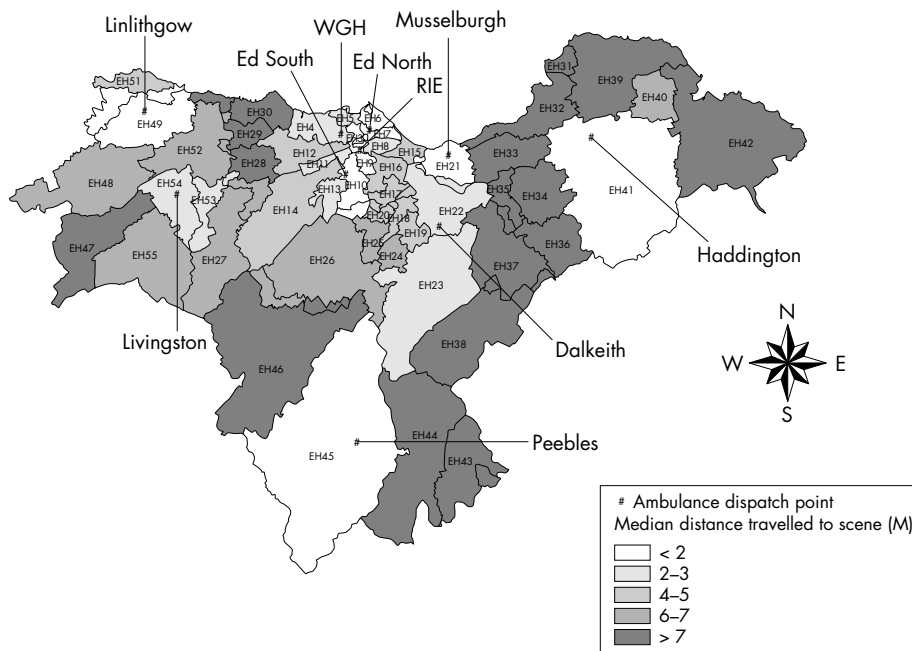 Linlithgow
WGH
Musselburgh
Ed South
Ed North
RIE
EH51
EH49
EH30
EH29
EH28
EH52
EH48
EH54
EH53
EH47
EH55
EH27
EH14
EH12
EH11
EH4
EH5
EH6
EH7
EH3
EH8
EH9
EH10
EH13
EH15
EH16
EH17
EH18
EH19
EH20
EH21
EH22
EH23
EH24
EH25
EH26
EH31
EH32
EH39
EH40
EH42
EH33
EH35
EH34
EH41
EH36
EH37
EH38
EH46
EH45
EH44
EH43
Haddington
Livingston
Dalkeith
Peebles
N
W E
S
# Ambulance dispatch point
Median distance travelled to scene (M)
< 2
2–3
4–5
6–7
> 7